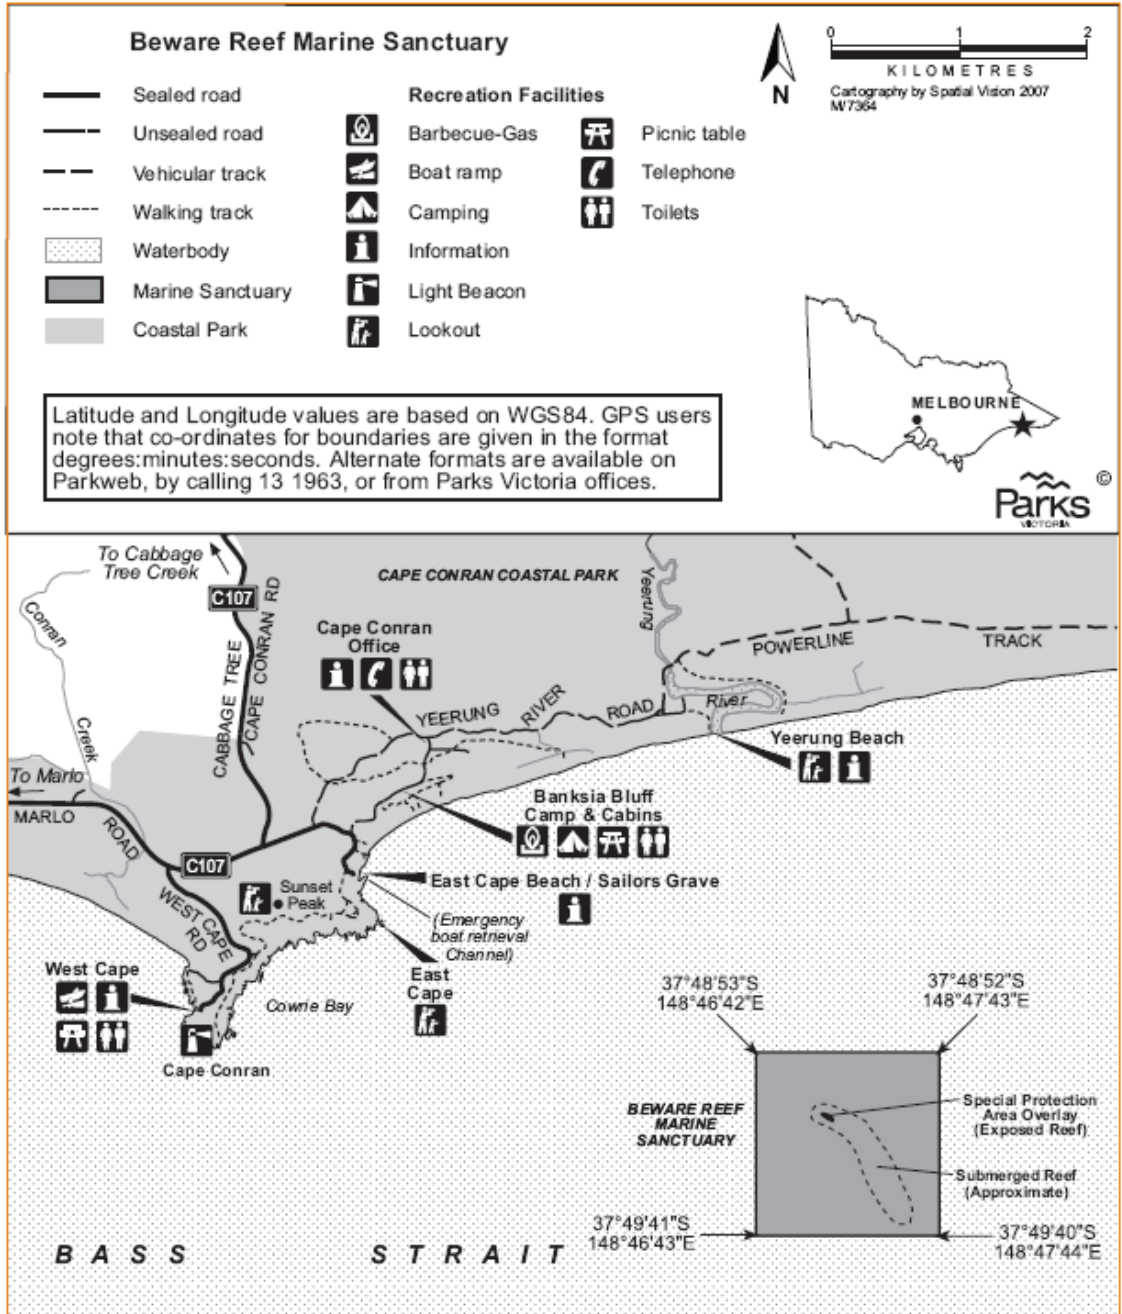 Beware Reef Marine Sanctuary
Sealed road
Unsealed road
Vehicular track
Walking track
Waterbody
Marine Sanctuary
Coastal Park
Recreation Facilities
Barbecue-Gas
Boat ramp
Camping
Information
Light Beacon
Lookout
Picnic table
Telephone
Toilets
N
0 1 2
KILOMETRES
Cartography by Spatial Vision 2007
M/7364
MELBOURNE
Parks
VICTORIA
©
Latitude and Longitude values are based on WGS84. GPS users
note that co-ordinates for boundaries are given in the format
degrees:minutes:seconds. Alternate formats are available on
Parkweb, by calling 13 1963, or from Parks Victoria offices.
To Cabbage
Tree Creek
C107
CABBAGE TREE
CAPE CONRAN RD
CAPE CONRAN COASTAL PARK
Conran
Creek
Cape Conran
Office
Yeerung
River
POWERLINE
TRACK
YEERUNG
RIVER
ROAD
Yeerung Beach
To Marlo
MARLO
ROAD
C107
Banksia Bluff
Camp & Cabins
East Cape Beach / Sailors Grave
Sunset
Peak
(Emergency
boat retrieval
Channel)
WEST CAPE
RD
West Cape
East
Cape
Cowrie Bay
Cape Conran
37°48'53"S
148°46'42"E
37°48'52"S
148°47'43"E
BEWARE REEF
MARINE
SANCTUARY
Special Protection
Area Overlay
(Exposed Reef)
Submerged Reef
(Approximate)
37°49'41"S
148°46'43"E
37°49'40"S
148°47'44"E
BASS STRAIT